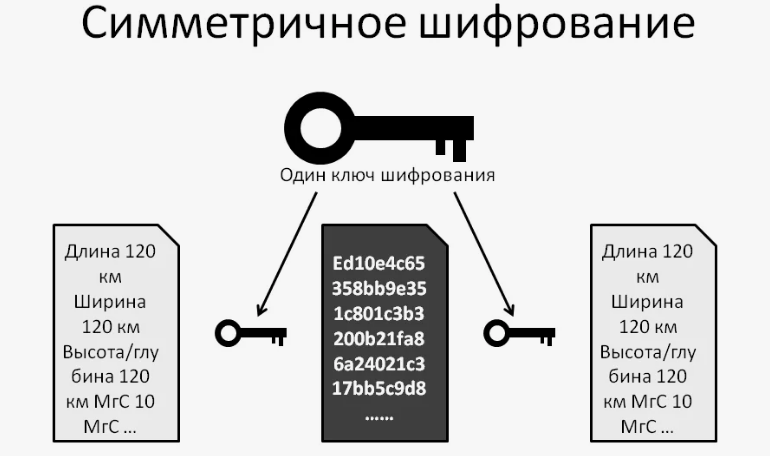 Симметричное шифрование
Один ключ шифрования
Длина 120
км
Ширина
120 км
Высота/глу
бина 120
км МгС 10
МгС ...
Ed10e4c65
358bb9e35
1c801c3b3
200b21fa8
6a24021c3
17bb5c9d8
......
Длина 120
км
Ширина
120 км
Высота/глу
бина 120
км МгС 10
МгС ...